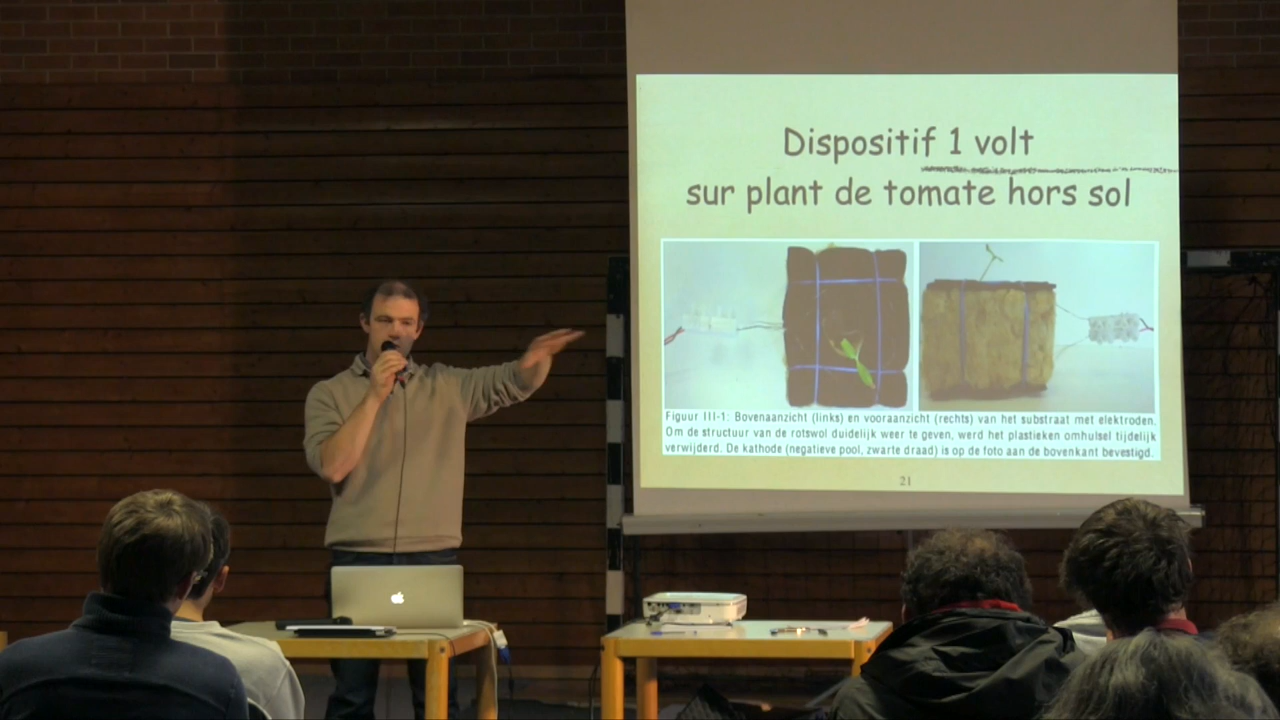 Dispositif 1 volt
sur plant de tomate hors sol
Figuur III-1: Bovenaanzicht (links) en vooraanzicht (rechts) van het substraat met elektroden.
Om de structuur van de rotswol duidelijk weer te geven, werd het plastieken omhulsel tijdelijk
verwijderd. De kathode (negatieve pool, zwarte draad) is op de foto aan de bovenkant bevestigd.
21